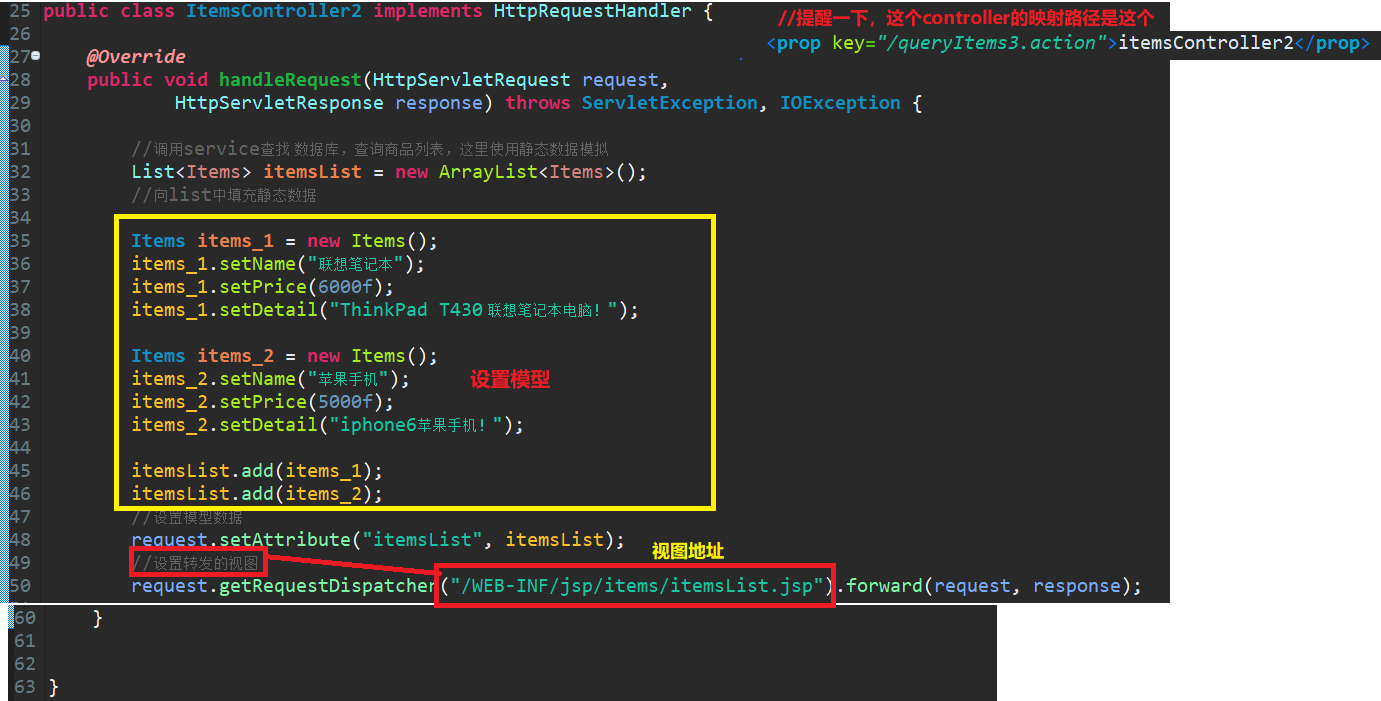 25 public class ItemsController2 implements HttpRequestHandler {
//提醒一下，这个controller的映射路径是这个
<prop key="/queryItems3.action">itemsController2</prop>
26
27 @Override
28 public void handleRequest(HttpServletRequest request,
29 HttpServletResponse response) throws ServletException, IOException {
30
31 //调用service查找 数据库，查询商品列表，这里使用静态数据模拟
32 List<Items> itemsList = new ArrayList<Items>();
33 //向list中填充静态数据
34
35 Items items_1 = new Items();
36 items_1.setName("联想笔记本");
37 items_1.setPrice(6000f);
38 items_1.setDetail("ThinkPad T430 联想笔记本电脑！");
39
40 Items items_2 = new Items();
41 items_2.setName("苹果手机");
设置模型
42 items_2.setPrice(5000f);
43 items_2.setDetail("iphone6苹果手机！");
44
45 itemsList.add(items_1);
46 itemsList.add(items_2);
47 //设置模型数据
48 request.setAttribute("itemsList", itemsList);
视图地址
49 //设置转发的视图
50 request.getRequestDispatcher("/WEB-INF/jsp/items/itemsList.jsp").forward(request, response);
60 }
61
62
63 }